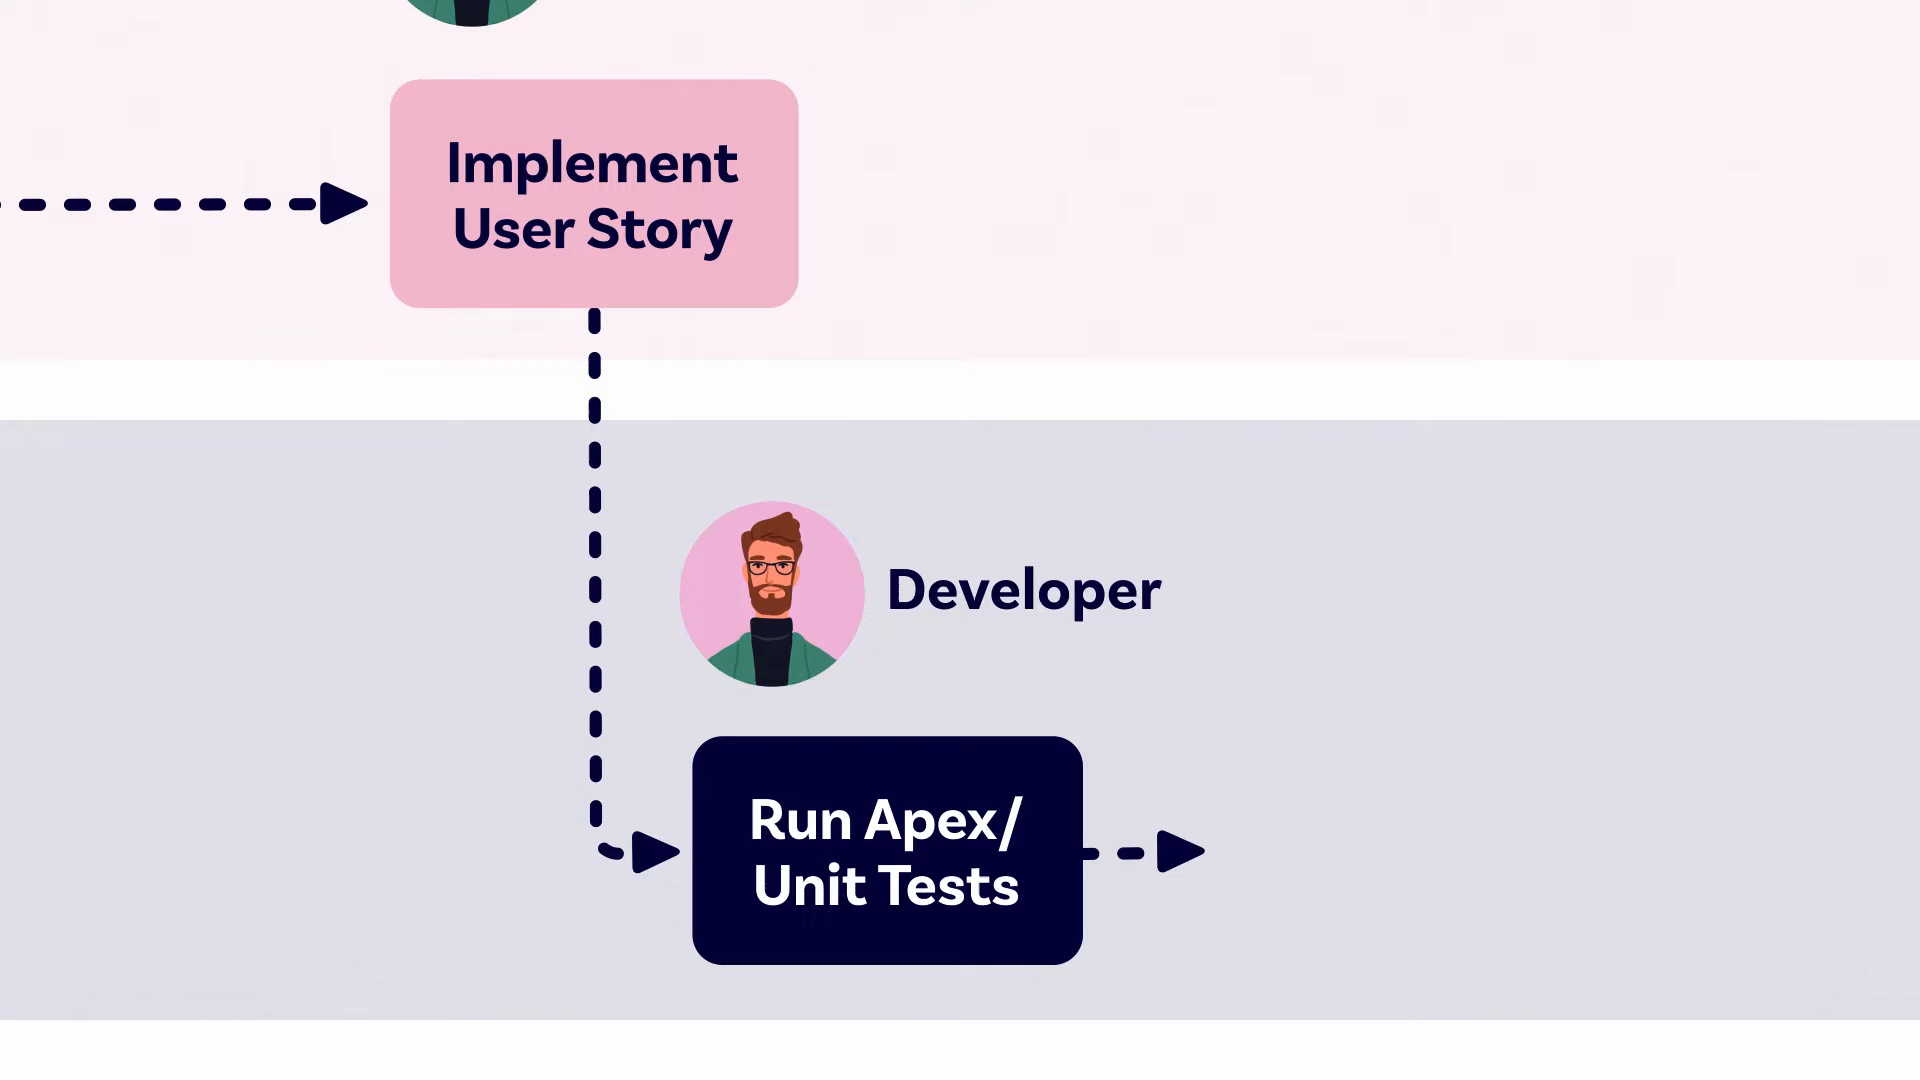 Implement
User Story
Developer
Run Apex/
Unit Tests